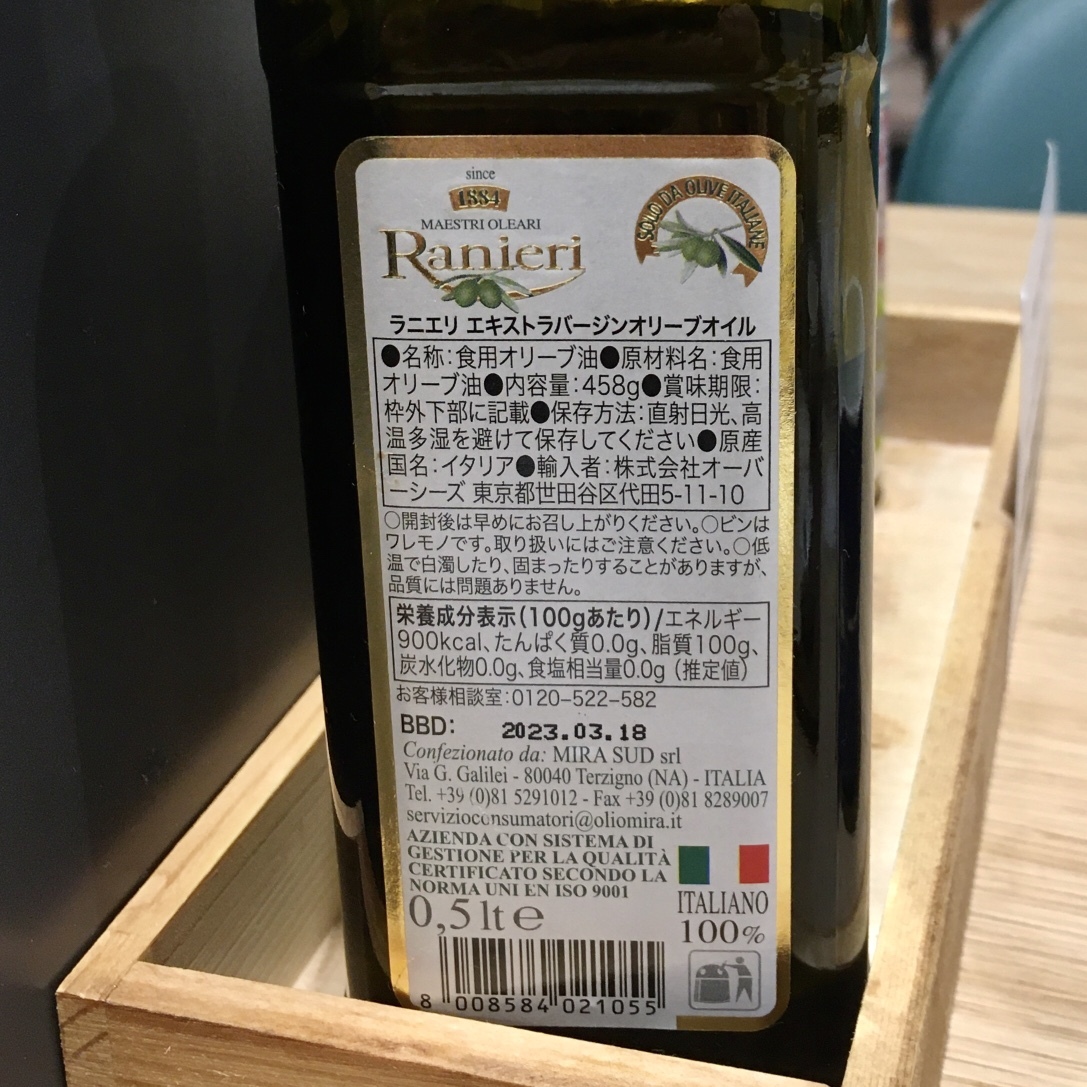 since
1884
MAESTRI OLEARI
Ranieri
SOLO DA OLIVE ITALIANE
ラニエリ エキストラバージンオリーブオイル
●名称:食用オリーブ油●原材料名:食用
オリーブ油●内容量:458g●賞味期限:
枠外下部に記載●保存方法:直射日光、高
温多湿を避けて保存してください●原産
国名:イタリア●輸入者:株式会社オーバ
ーシーズ 東京都世田谷区代田5-11-10
○開封後は早めにお召し上がりください。○ビンは
ワレモノです。取り扱いにはご注意ください。○低
温で白濁したり、固まったりすることがありますが、
品質には問題ありません。
栄養成分表示(100gあたり)/エネルギー
900kcal、たんぱく質0.0g、脂質100g、
炭水化物0.0g、食塩相当量0.0g (推定値)
お客様相談室:0120-522-582
BBD: 2023.03.18
Confezionato da: MIRA SUD srl
Via G. Galilei - 80040 Terzigno (NA) - ITALIA
Tel. +39 (0)81 5291012 - Fax +39 (0)81 8289007
servizioconsumatori@oliomira.it
AZIENDA CON SISTEMA DI
GESTIONE PER LA QUALITÀ
CERTIFICATO SECONDO LA
NORMA UNI EN ISO 9001
ITALIANO
100%
0,5 lt e
8 008584 021055